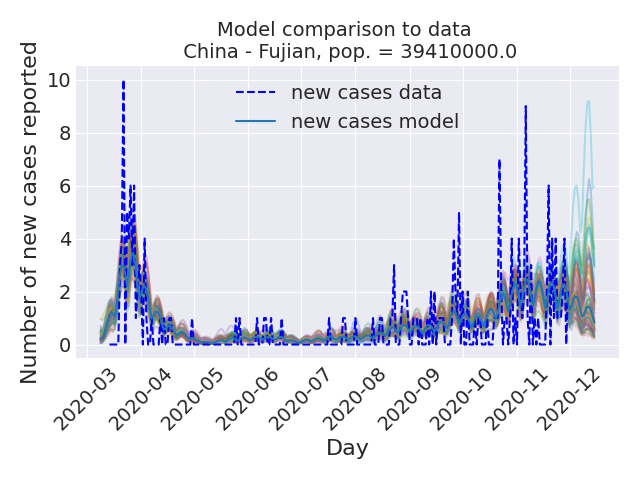 Model comparison to data
China - Fujian, pop. = 39410000.0
Number of new cases reported
10
8
6
4
2
0
new cases data
new cases model
2020-03
2020-04
2020-05
2020-06
2020-07
2020-08
2020-09
2020-10
2020-11
2020-12
Day